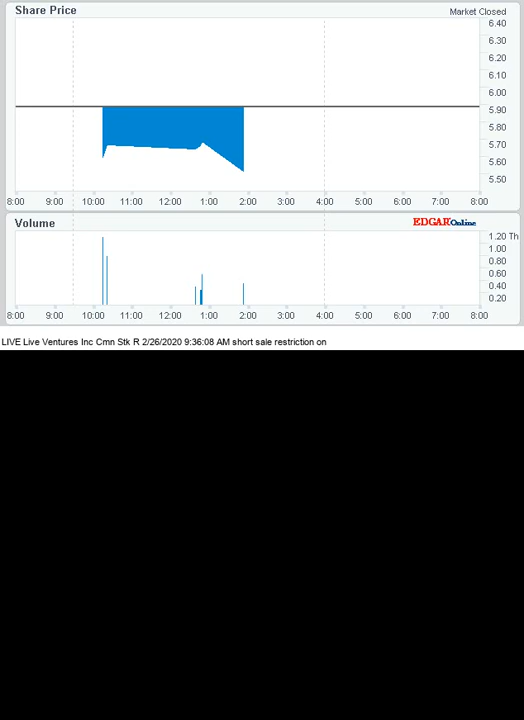 Share Price
Market Closed
6.40
6.30
6.20
6.10
6.00
5.90
5.80
5.70
5.60
5.50
8:00 9:00 10:00 11:00 12:00 1:00 2:00 3:00 4:00 5:00 6:00 7:00 8:00
Volume
EDGAR Online
1.20 Th
1.00
0.80
0.60
0.40
0.20
8:00 9:00 10:00 11:00 12:00 1:00 2:00 3:00 4:00 5:00 6:00 7:00 8:00
LIVE Live Ventures Inc Cmn Stk R 2/26/2020 9:36:08 AM short sale restriction on